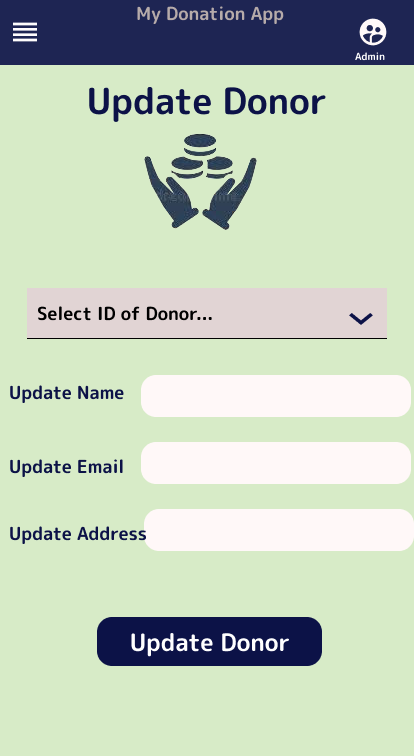 My Donation App
Admin
Update Donor
Select ID of Donor...
Update Name
Update Email
Update Address
Update Donor